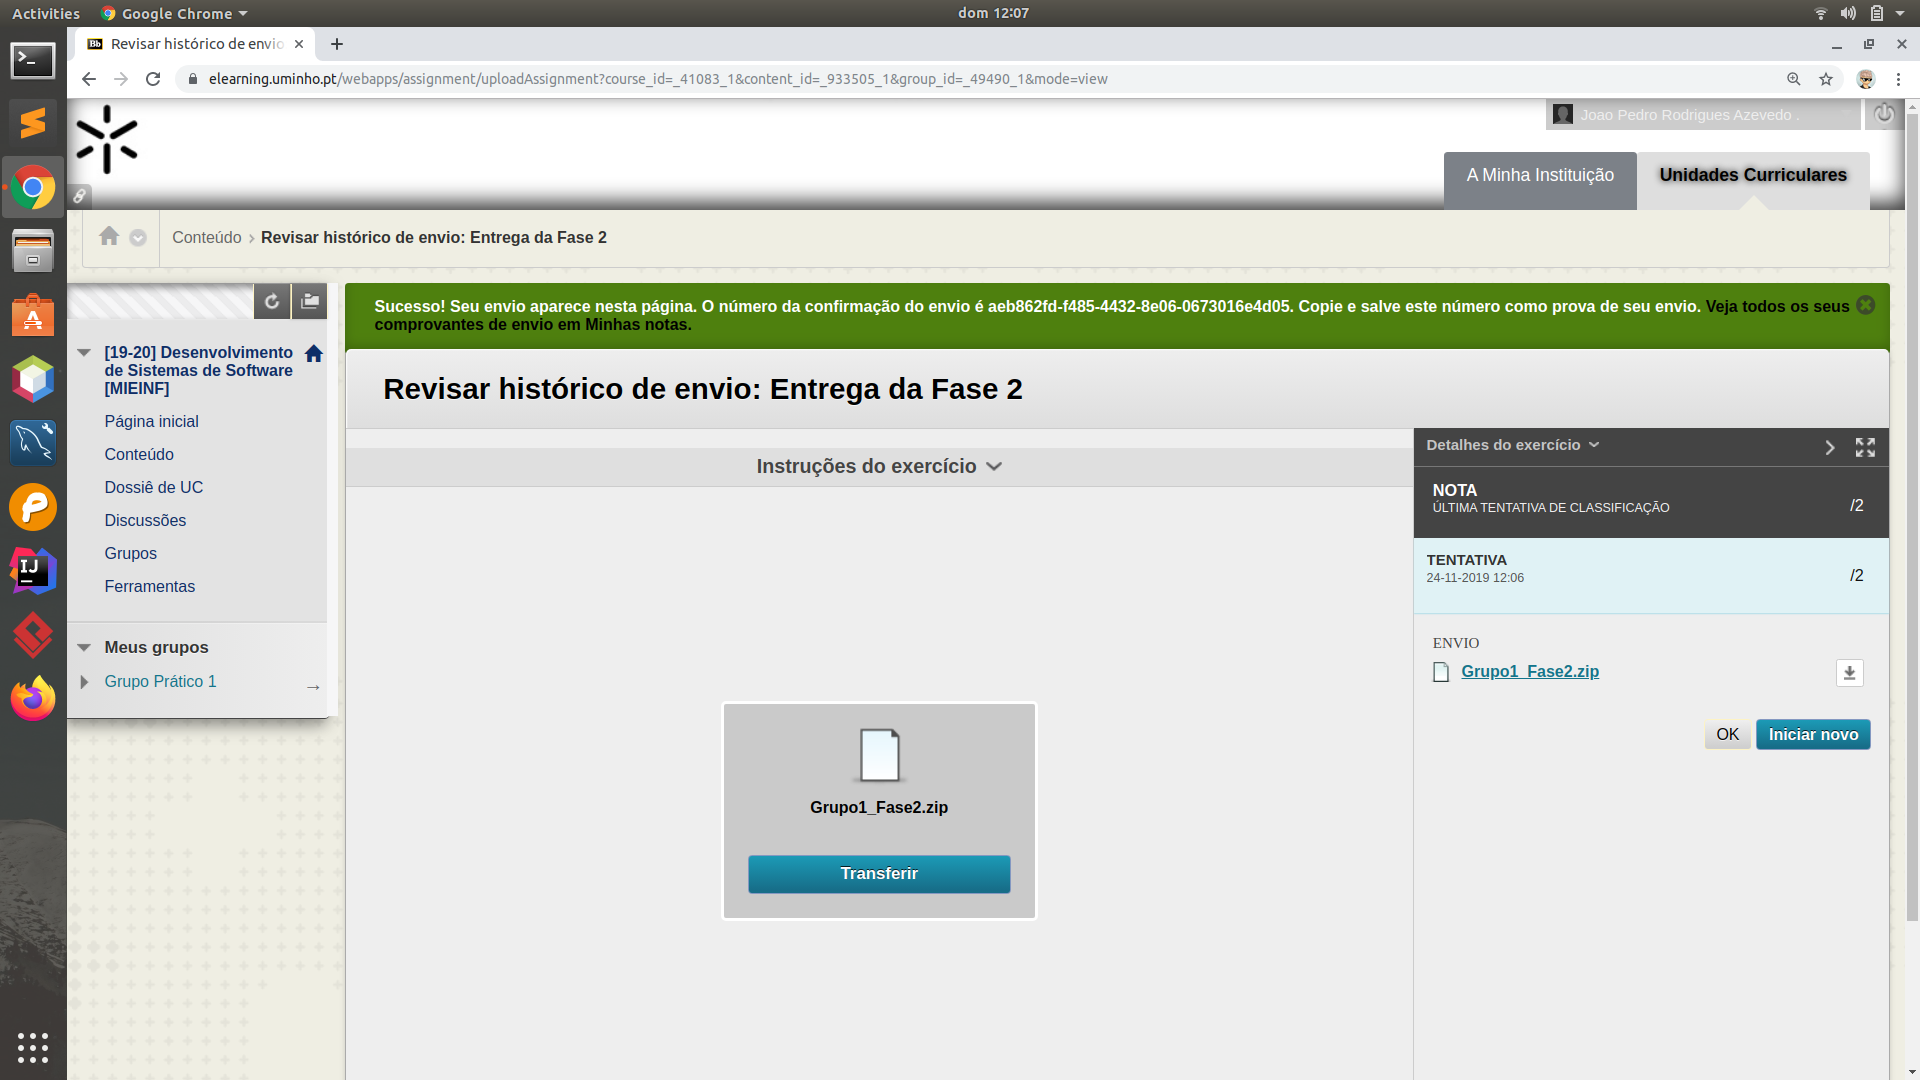 Activities
Google Chrome
dom 12:07
Bb
Revisar histórico de envio
elearning.uminho.pt/webapps/assignment/uploadAssignment?course_id=_41083_1&content_id=_933505_1&group_id=_49490_1&mode=view
Joao Pedro Rodrigues Azevedo .
A Minha Instituição
Unidades Curriculares
Conteúdo
Revisar histórico de envio: Entrega da Fase 2
Sucesso! Seu envio aparece nesta página. O número da confirmação do envio é aeb862fd-f485-4432-8e06-0673016e4d05. Copie e salve este número como prova de seu envio. Veja todos os seus
comprovantes de envio em Minhas notas.
[19-20] Desenvolvimento
de Sistemas de Software
[MIEINF]
Página inicial
Conteúdo
Dossiê de UC
Discussões
Grupos
Ferramentas
Meus grupos
Grupo Prático 1
Revisar histórico de envio: Entrega da Fase 2
Instruções do exercício
Grupo1_Fase2.zip
Transferir
Detalhes do exercício
NOTA
ÚLTIMA TENTATIVA DE CLASSIFICAÇÃO
/2
TENTATIVA
24-11-2019 12:06
/2
ENVIO
Grupo1_Fase2.zip
OK
Iniciar novo
IJ